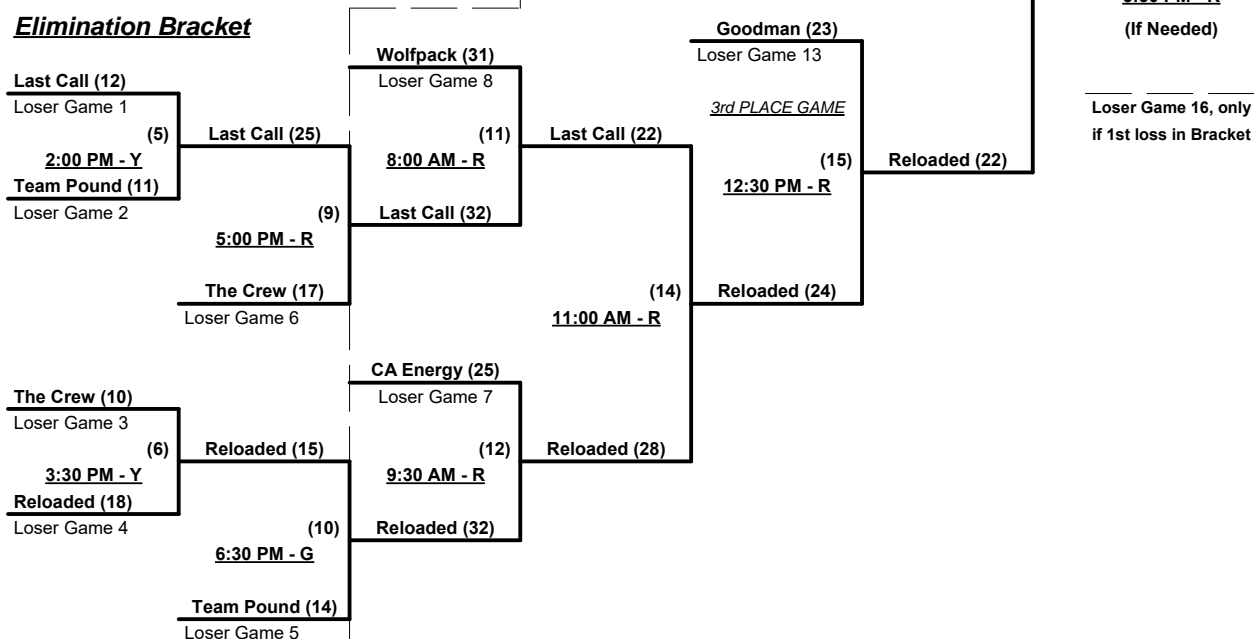 Elimination Bracket
Last Call (12)
Loser Game 1
(5)
2:00 PM - Y
Team Pound (11)
Loser Game 2
Last Call (25)
(9)
5:00 PM - R
The Crew (17)
Loser Game 6
The Crew (10)
Loser Game 3
(6)
3:30 PM - Y
Reloaded (18)
Loser Game 4
Reloaded (15)
(10)
6:30 PM - G
Team Pound (14)
Loser Game 5
Wolfpack (31)
Loser Game 8
(11)
8:00 AM - R
Last Call (32)
CA Energy (25)
Loser Game 7
(12)
9:30 AM - R
Reloaded (32)
Last Call (22)
(14)
11:00 AM - R
Reloaded (28)
Goodman (23)
Loser Game 13
3rd PLACE GAME
(15)
12:30 PM - R
Reloaded (24)
Reloaded (22)
(If Needed)
Loser Game 16, only
if 1st loss in Bracket